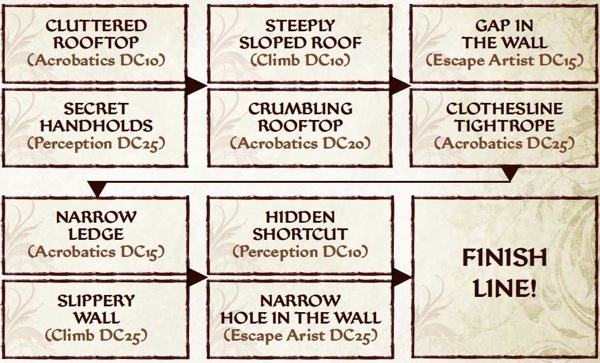 CLUTTERED
ROOFTOP
(Acrobatics DC10)
SECRET
HANDHOLDS
(Perception DC25)
STEEPLY
SLOPED ROOF
(Climb DC10)
CRUMBLING
ROOFTOP
(Acrobatics DC20)
GAP IN
THE WALL
(Escape Artist DC15)
CLOTHESLINE
TIGHTROPE
(Acrobatics DC25)
NARROW
LEDGE
(Acrobatics DC15)
SLIPPERY
WALL
(Climb DC25)
HIDDEN
SHORTCUT
(Perception DC10)
NARROW
HOLE IN THE WALL
(Escape Arist DC25)
FINISH
LINE!